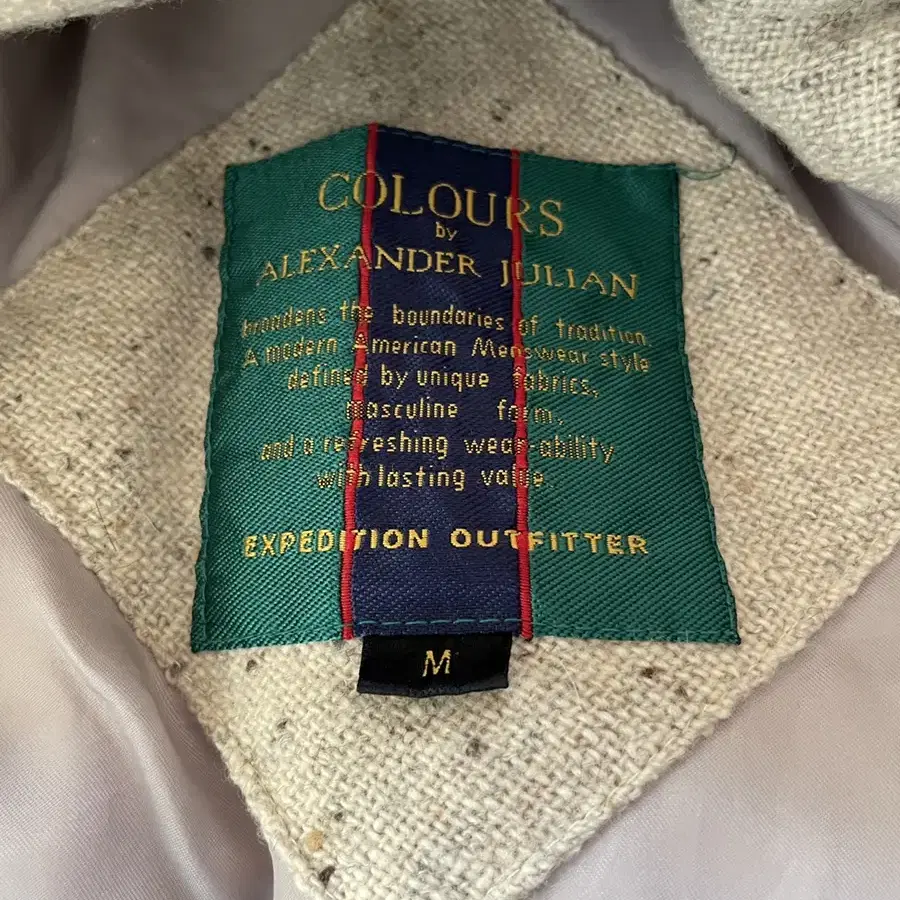 COLOURS
by
ALEXANDER JULIAN
broadens the boundaries of tradition.
A modern American Menswear style
defined by unique fabrics,
masculine form,
and a refreshing wear-ability
with lasting value.
EXPEDITION OUTFITTER
M